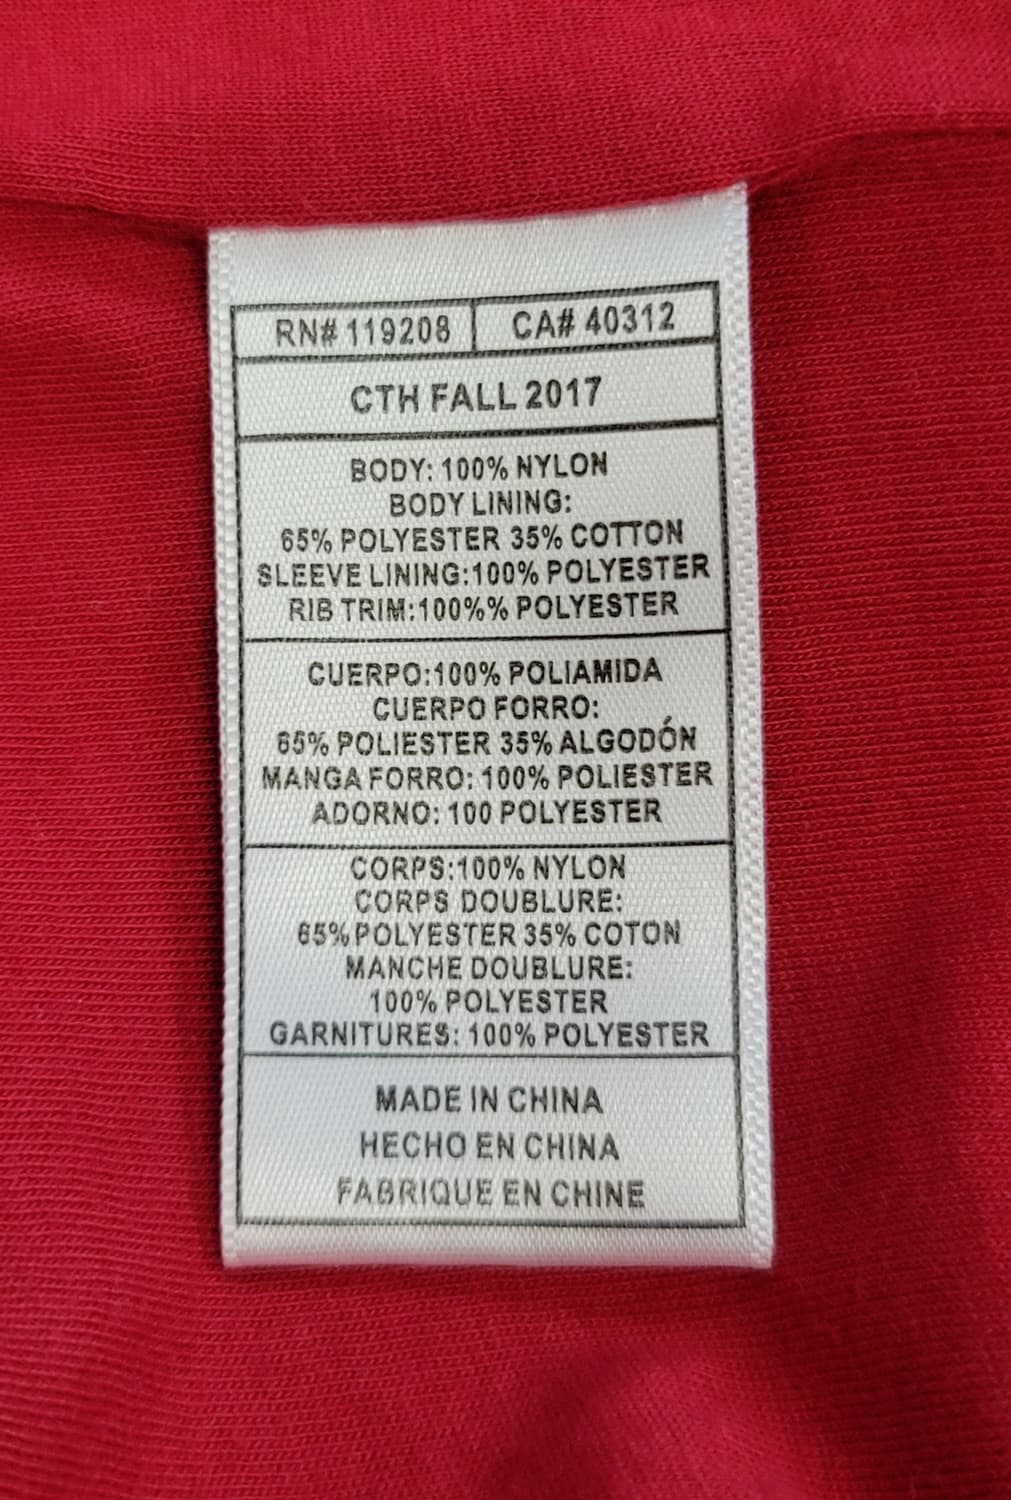 RN# 119208 CA# 40312
CTH FALL 2017
BODY: 100% NYLON
BODY LINING:
65% POLYESTER 35% COTTON
SLEEVE LINING:100% POLYESTER
RIB TRIM:100%% POLYESTER
CUERPO:100% POLIAMIDA
CUERPO FORRO:
65% POLIESTER 35% ALGODÓN
MANGA FORRO: 100% POLIESTER
ADORNO: 100 POLYESTER
CORPS:100% NYLON
CORPS DOUBLURE:
65% POLYESTER 35% COTON
MANCHE DOUBLURE:
100% POLYESTER
GARNITURES: 100% POLYESTER
MADE IN CHINA
HECHO EN CHINA
FABRIQUE EN CHINE